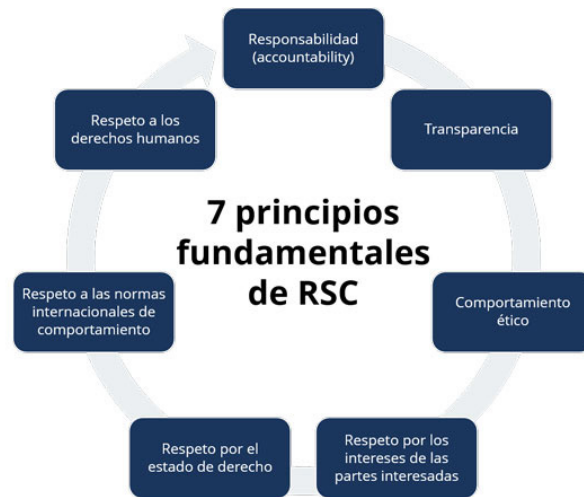 Responsabilidad
(accountability)
Transparencia
Comportamiento
ético
Respeto por los
intereses de las
partes interesadas
Respeto por el
estado de derecho
Respeto a las normas
internacionales de
comportamiento
Respeto a los
derechos humanos
7 principios
fundamentales
de RSC